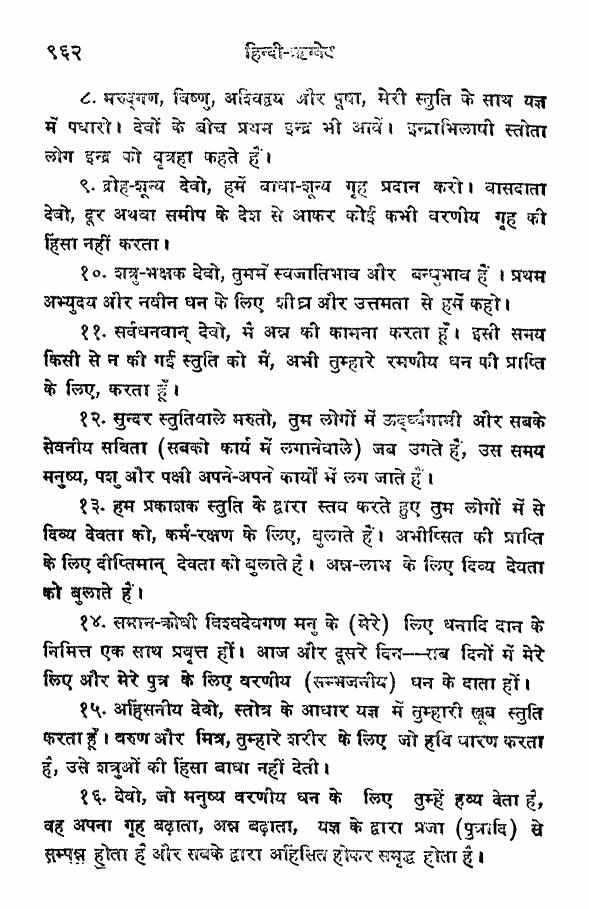 ९६२ हिन्दी-ऋग्वेद
८. मरुद्गण, विष्णु, अश्विद्वय और पूषा, मेरी स्तुति के साथ यज्ञ
में पधारो। देवों के बीच प्रथम इन्द्र भी आवें। इन्द्राभिलाषी स्तोता
लोग इन्द्र को वृत्रहा कहते हैं।
९. द्रोह-शून्य देवो, हमें बाधा-शून्य गृह प्रदान करो। वासदाता
देवो, दूर अथवा समीप के देश से आकर कोई कभी वरणीय गृह की
हिंसा नहीं करता।
१०. शत्रु-भक्षक देवो, तुममें स्वजातिभाव और बन्धुभाव हैं। प्रथम
अभ्युदय और नवीन धन के लिए शीघ्र और उत्तमता से हमें कहो।
११. सर्वधनवान् देवो, मैं अन्न की कामना करता हूँ। इसी समय
किसी से न की गई स्तुति को मैं, अभी तुम्हारे रमणीय धन की प्राप्ति
के लिए, करता हूँ।
१२. सुन्दर स्तुतिवाले मरुतो, तुम लोगों में ऊद्र्ध्वगामी और सबके
सेवनीय सविता (सबको कार्य में लगानेवाले) जब उगते हैं, उस समय
मनुष्य, पशु और पक्षी अपने-अपने कार्यों में लग जाते हैं।
१३. हम प्रकाशक स्तुति के द्वारा स्तव करते हुए तुम लोगों में से
दिव्य देवता को, कर्म-रक्षण के लिए, बुलाते हैं। अभीप्सित की प्राप्ति
के लिए दीप्तिमान् देवता को बुलाते हैं। अन्न-लाभ के लिए दिव्य देवता
को बुलाते हैं।
१४. समान-क्रोधी विश्वदेवगण मनु के (मेरे) लिए धनादि दान के
निमित्त एक साथ प्रवृत्त हों। आज और दूसरे दिन—सब दिनों में मेरे
लिए और मेरे पुत्र के लिए वरणीय (सम्भजनीय) धन के दाता हों।
१५. अहिंसनीय देवो, स्तोत्र के आधार यज्ञ में तुम्हारी खूब स्तुति
करता हूँ। वरुण और मित्र, तुम्हारे शरीर के लिए जो हवि धारण करता
है, उसे शत्रुओं की हिंसा बाधा नहीं देती।
१६. देवो, जो मनुष्य वरणीय धन के लिए तुम्हें हव्य देता है,
वह अपना गृह बढ़ाता, अन्न बढ़ाता, यज्ञ के द्वारा प्रजा (पुत्रादि) से
सम्पन्न होता है और सबके द्वारा अहिंसित होकर समृद्ध होता है।